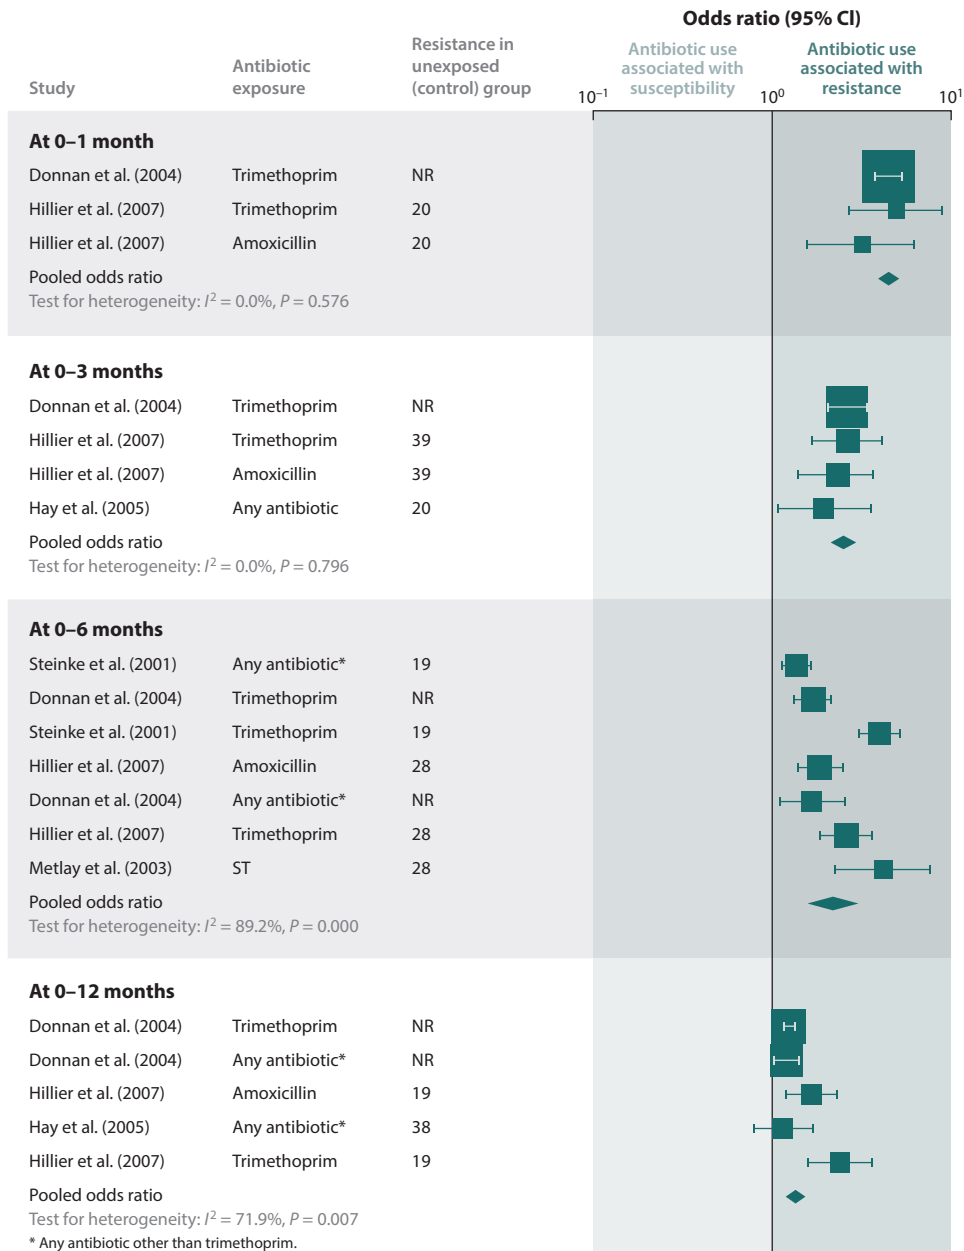 Odds ratio (95% CI)
Study
Antibiotic
exposure
Resistance in
unexposed
(control) group
Antibiotic use
associated with
susceptibility
Antibiotic use
associated with
resistance
10⁻¹ 10⁰ 10¹
At 0–1 month
Donnan et al. (2004) Trimethoprim NR
Hillier et al. (2007) Trimethoprim 20
Hillier et al. (2007) Amoxicillin 20
Pooled odds ratio
Test for heterogeneity: I² = 0.0%, P = 0.576
At 0–3 months
Donnan et al. (2004) Trimethoprim NR
Hillier et al. (2007) Trimethoprim 39
Hillier et al. (2007) Amoxicillin 39
Hay et al. (2005) Any antibiotic 20
Pooled odds ratio
Test for heterogeneity: I² = 0.0%, P = 0.796
At 0–6 months
Steinke et al. (2001) Any antibiotic* 19
Donnan et al. (2004) Trimethoprim NR
Steinke et al. (2001) Trimethoprim 19
Hillier et al. (2007) Amoxicillin 28
Donnan et al. (2004) Any antibiotic* NR
Hillier et al. (2007) Trimethoprim 28
Metlay et al. (2003) ST 28
Pooled odds ratio
Test for heterogeneity: I² = 89.2%, P = 0.000
At 0–12 months
Donnan et al. (2004) Trimethoprim NR
Donnan et al. (2004) Any antibiotic* NR
Hillier et al. (2007) Amoxicillin 19
Hay et al. (2005) Any antibiotic* 38
Hillier et al. (2007) Trimethoprim 19
Pooled odds ratio
Test for heterogeneity: I² = 71.9%, P = 0.007
* Any antibiotic other than trimethoprim.